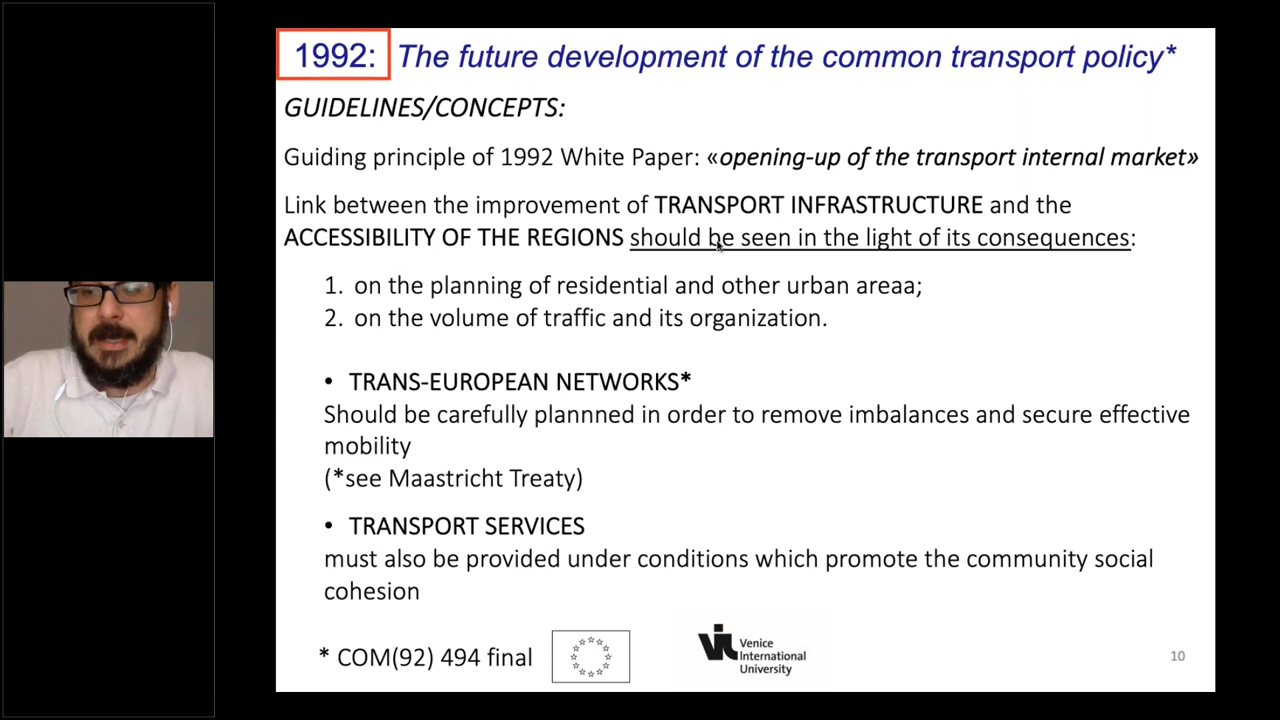 1992: The future development of the common transport policy*
GUIDELINES/CONCEPTS:
Guiding principle of 1992 White Paper: «opening-up of the transport internal market»
Link between the improvement of TRANSPORT INFRASTRUCTURE and the
ACCESSIBILITY OF THE REGIONS should be seen in the light of its consequences:
1. on the planning of residential and other urban areaa;
2. on the volume of traffic and its organization.
• TRANS-EUROPEAN NETWORKS*
Should be carefully plannned in order to remove imbalances and secure effective
mobility
(*see Maastricht Treaty)
• TRANSPORT SERVICES
must also be provided under conditions which promote the community social
cohesion
* COM(92) 494 final
VIU Venice
International
University
10